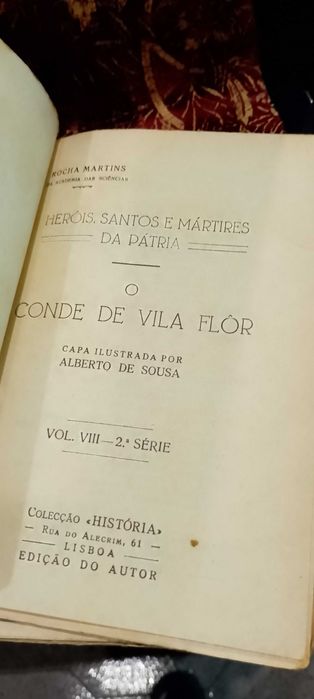 ROCHA MARTINS
DA ACADEMIA DAS SCIÊNCIAS
HERÓIS, SANTOS E MÁRTIRES
DA PÁTRIA
O
CONDE DE VILA FLÔR
CAPA ILUSTRADA POR
ALBERTO DE SOUSA
VOL. VIII — 2.ª SÉRIE
COLECÇÃO «HISTÓRIA»
— RUA DO ALECRIM, 61 —
— LISBOA —
EDIÇÃO DO AUTOR